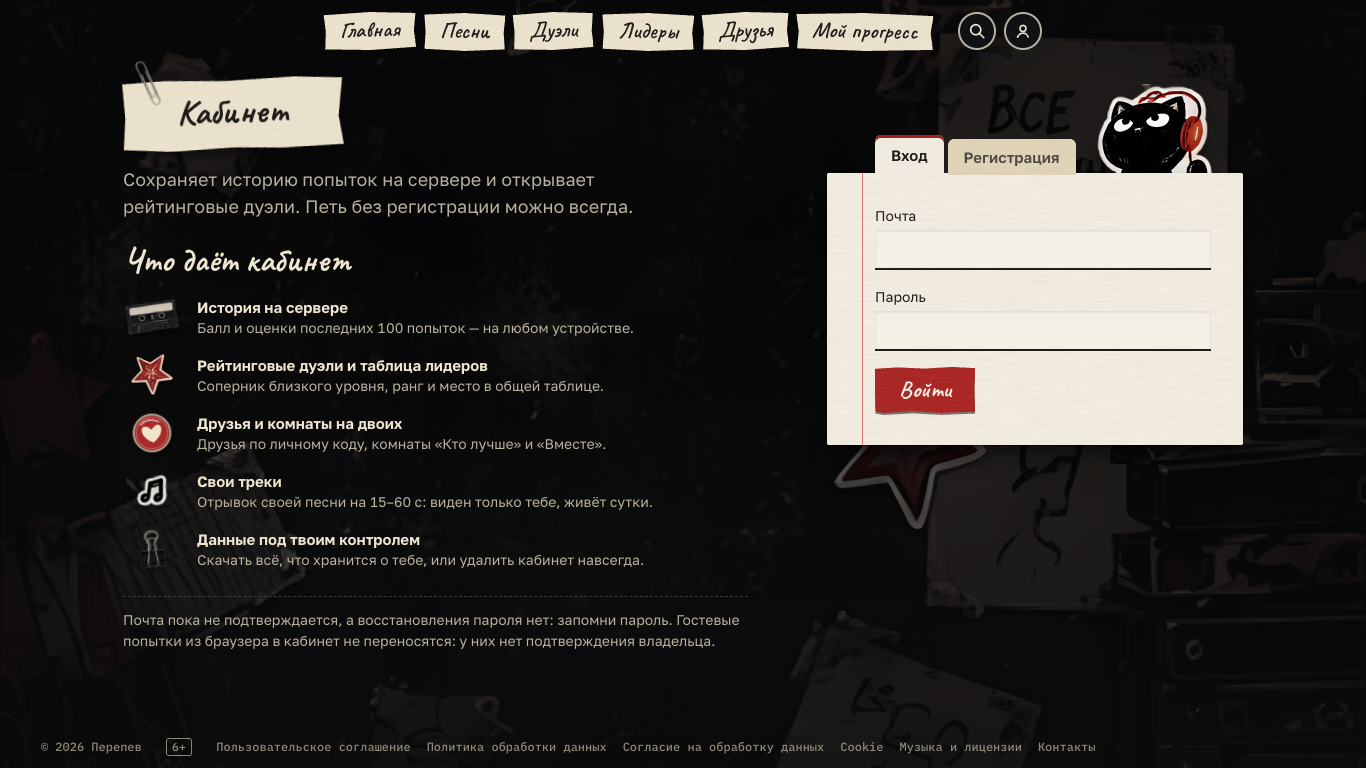 Главная Песни Дуэли Лидеры Друзья Мой прогресс
Кабинет
ВСЕ
Вход Регистрация
Сохраняет историю попыток на сервере и открывает
рейтинговые дуэли. Петь без регистрации можно всегда.
Что даёт кабинет
История на сервере
Балл и оценки последних 100 попыток — на любом устройстве.
Рейтинговые дуэли и таблица лидеров
Соперник близкого уровня, ранг и место в общей таблице.
Друзья и комнаты на двоих
Друзья по личному коду, комнаты «Кто лучше» и «Вместе».
Свои треки
Отрывок своей песни на 15–60 с: виден только тебе, живёт сутки.
Данные под твоим контролем
Скачать всё, что хранится о тебе, или удалить кабинет навсегда.
Почта пока не подтверждается, а восстановления пароля нет: запомни пароль. Гостевые
попытки из браузера в кабинет не переносятся: у них нет подтверждения владельца.
Почта
Пароль
Войти
© 2026 Перепев 6+ Пользовательское соглашение Политика обработки данных Согласие на обработку данных Cookie Музыка и лицензии Контакты